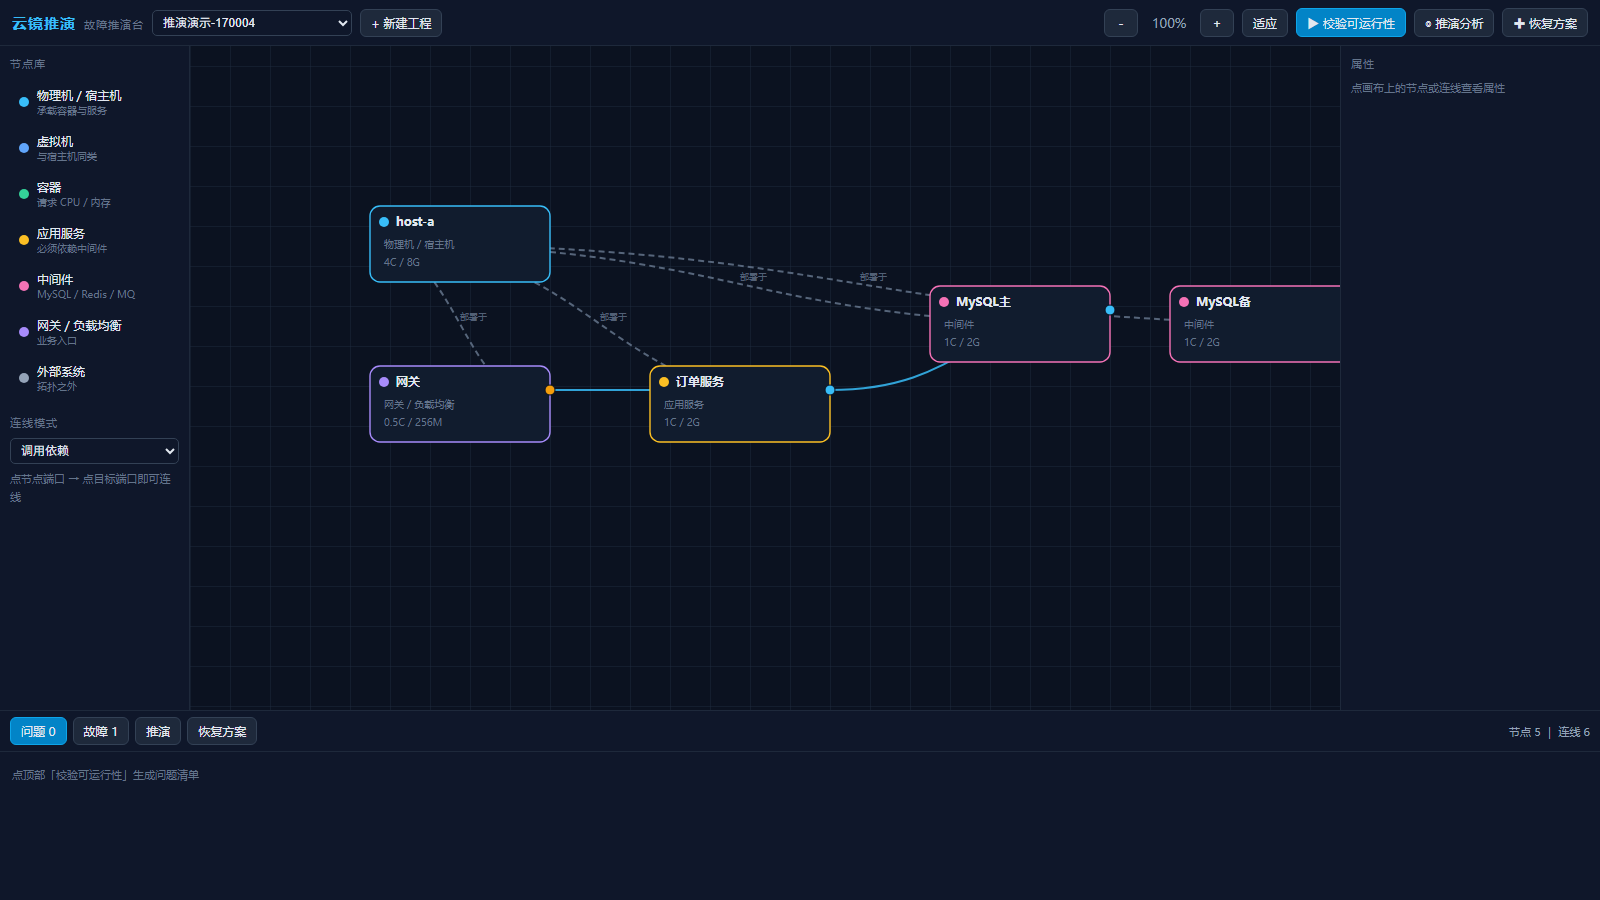 云镜推演 故障推演台 推演演示-170004 + 新建工程 - 100% + 适应 ▶ 校验可运行性 推演分析 ✚ 恢复方案
节点库
物理机 / 宿主机
承载容器与服务
虚拟机
与宿主机同类
容器
请求 CPU / 内存
应用服务
必须依赖中间件
中间件
MySQL / Redis / MQ
网关 / 负载均衡
业务入口
外部系统
拓扑之外
连线模式
调用依赖
点节点端口 → 点目标端口即可连
线
host-a
物理机 / 宿主机
4C / 8G
部署于
部署于
部署于
部署于
MySQL主
中间件
1C / 2G
MySQL备
中间件
1C / 2G
网关
网关 / 负载均衡
0.5C / 256M
订单服务
应用服务
1C / 2G
属性
点画布上的节点或连线查看属性
问题 0 故障 1 推演 恢复方案 节点 5 | 连线 6
点顶部「校验可运行性」生成问题清单